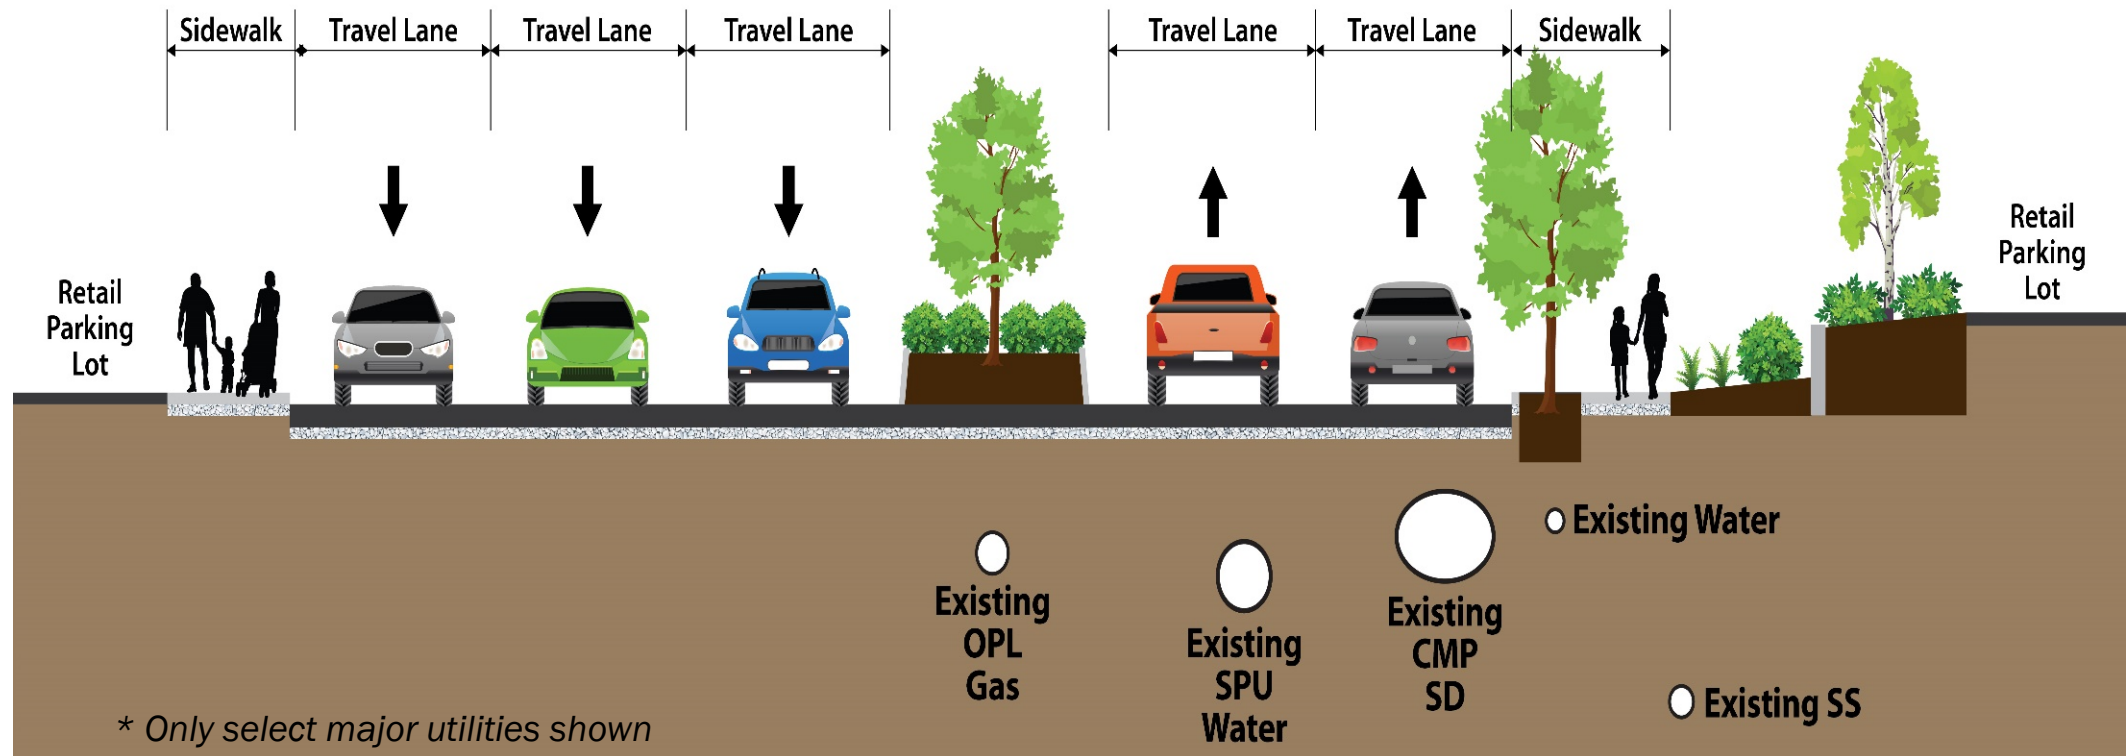 Sidewalk
Travel Lane
Travel Lane
Travel Lane
Travel Lane
Travel Lane
Sidewalk
Retail
Parking
Lot
Retail
Parking
Lot
Existing
OPL
Gas
Existing
SPU
Water
Existing
CMP
SD
Existing Water
Existing SS
* Only select major utilities shown